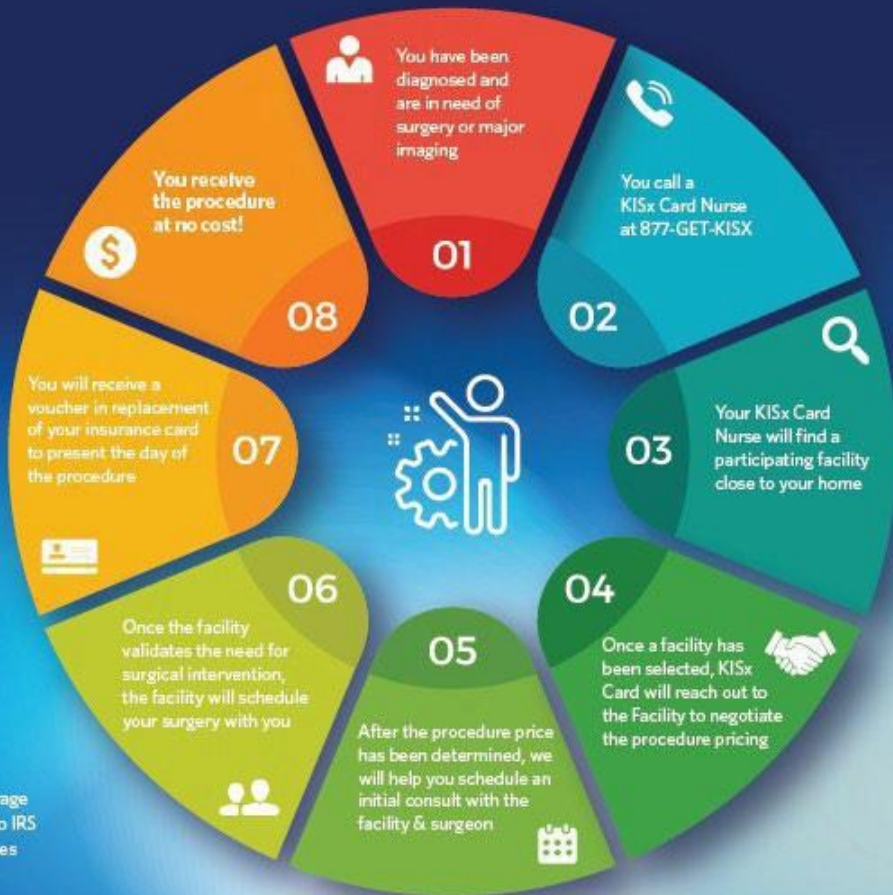 You have been
diagnosed and
are in need of
surgery or major
imaging
01
You call a
KISx Card Nurse
at 877-GET-KISX
02
Your KISx Card
Nurse will find a
participating facility
close to your home
03
04
Once a facility has
been selected, KISx
Card will reach out to
the Facility to negotiate
the procedure pricing
05
After the procedure price
has been determined, we
will help you schedule an
initial consult with the
facility & surgeon
06
Once the facility
validates the need for
surgical intervention,
the facility will schedule
your surgery with you
You will receive a
voucher in replacement
of your insurance card
to present the day of
the procedure
07
You receive
the procedure
at no cost!
$
08
IRS